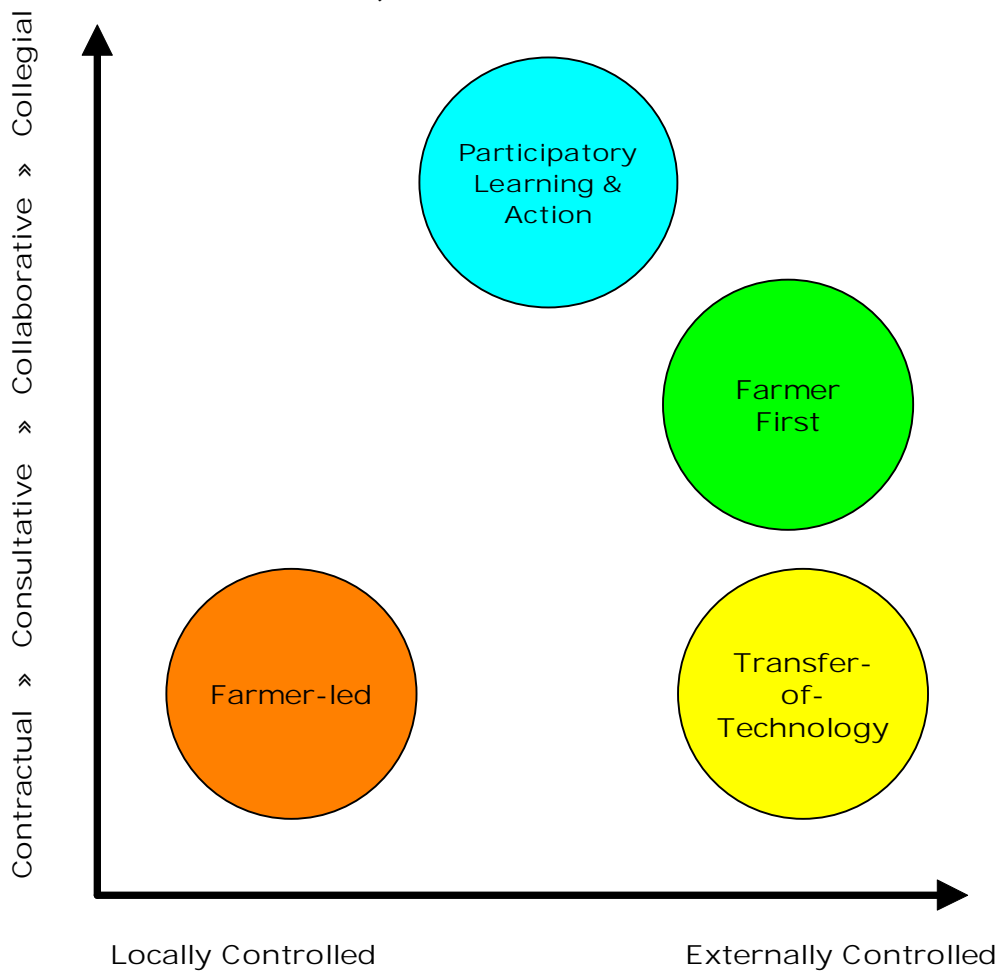 Contractual » Consultative » Collaborative » Collegial
Participatory
Learning &
Action
Farmer
First
Farmer-led
Transfer-
of-
Technology
Locally Controlled
Externally Controlled